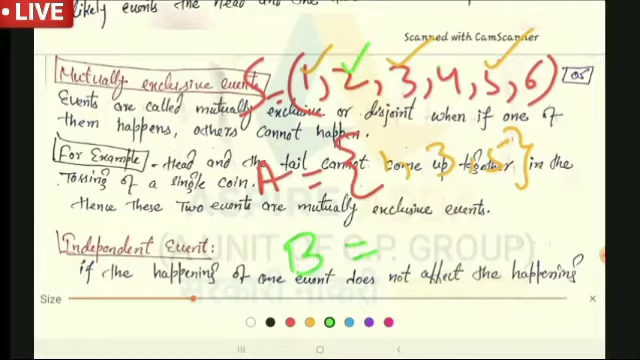 LIVE
likely events the Head and
Scanned with CamScanner
Mutually exclusive events
S = (1, 2, 3, 4, 5, 6)
05
Events are called mutually exclusive or disjoint when if one of
them happens, others cannot happen.
For Example - Head and the tail cannot come up together in the
Tossing of a single coin.
A = {1, 3, 5}
Hence these Two events are mutually exclusive events.
Independent Event:
B =
if the happening of one event does not affect the happening
(A UNIT OF C.P. GROUP)
Size